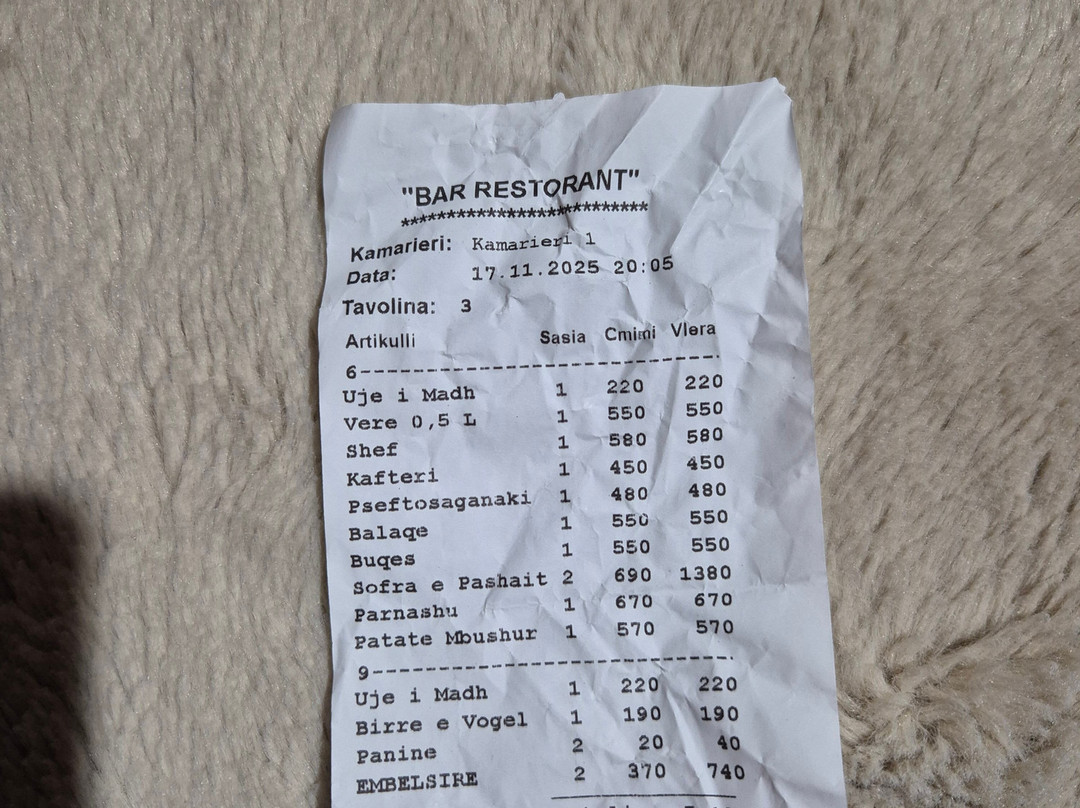 "BAR RESTORANT"
***************************
Kamarieri: Kamarieri 1
Data: 17.11.2025 20:05
Tavolina: 3
Artikulli Sasia Cmimi Vlera
6------------------------------
Uje i Madh 1 220 220
Vere 0,5 L 1 550 550
Shef 1 580 580
Kafteri 1 450 450
Pseftosaganaki 1 480 480
Balaqe 1 550 550
Buqes 1 550 550
Sofra e Pashait 2 690 1380
Parnashu 1 670 670
Patate Mbushur 1 570 570
9------------------------------
Uje i Madh 1 220 220
Birre e Vogel 1 190 190
Panine 2 20 40
EMBELSIRE 2 370 740